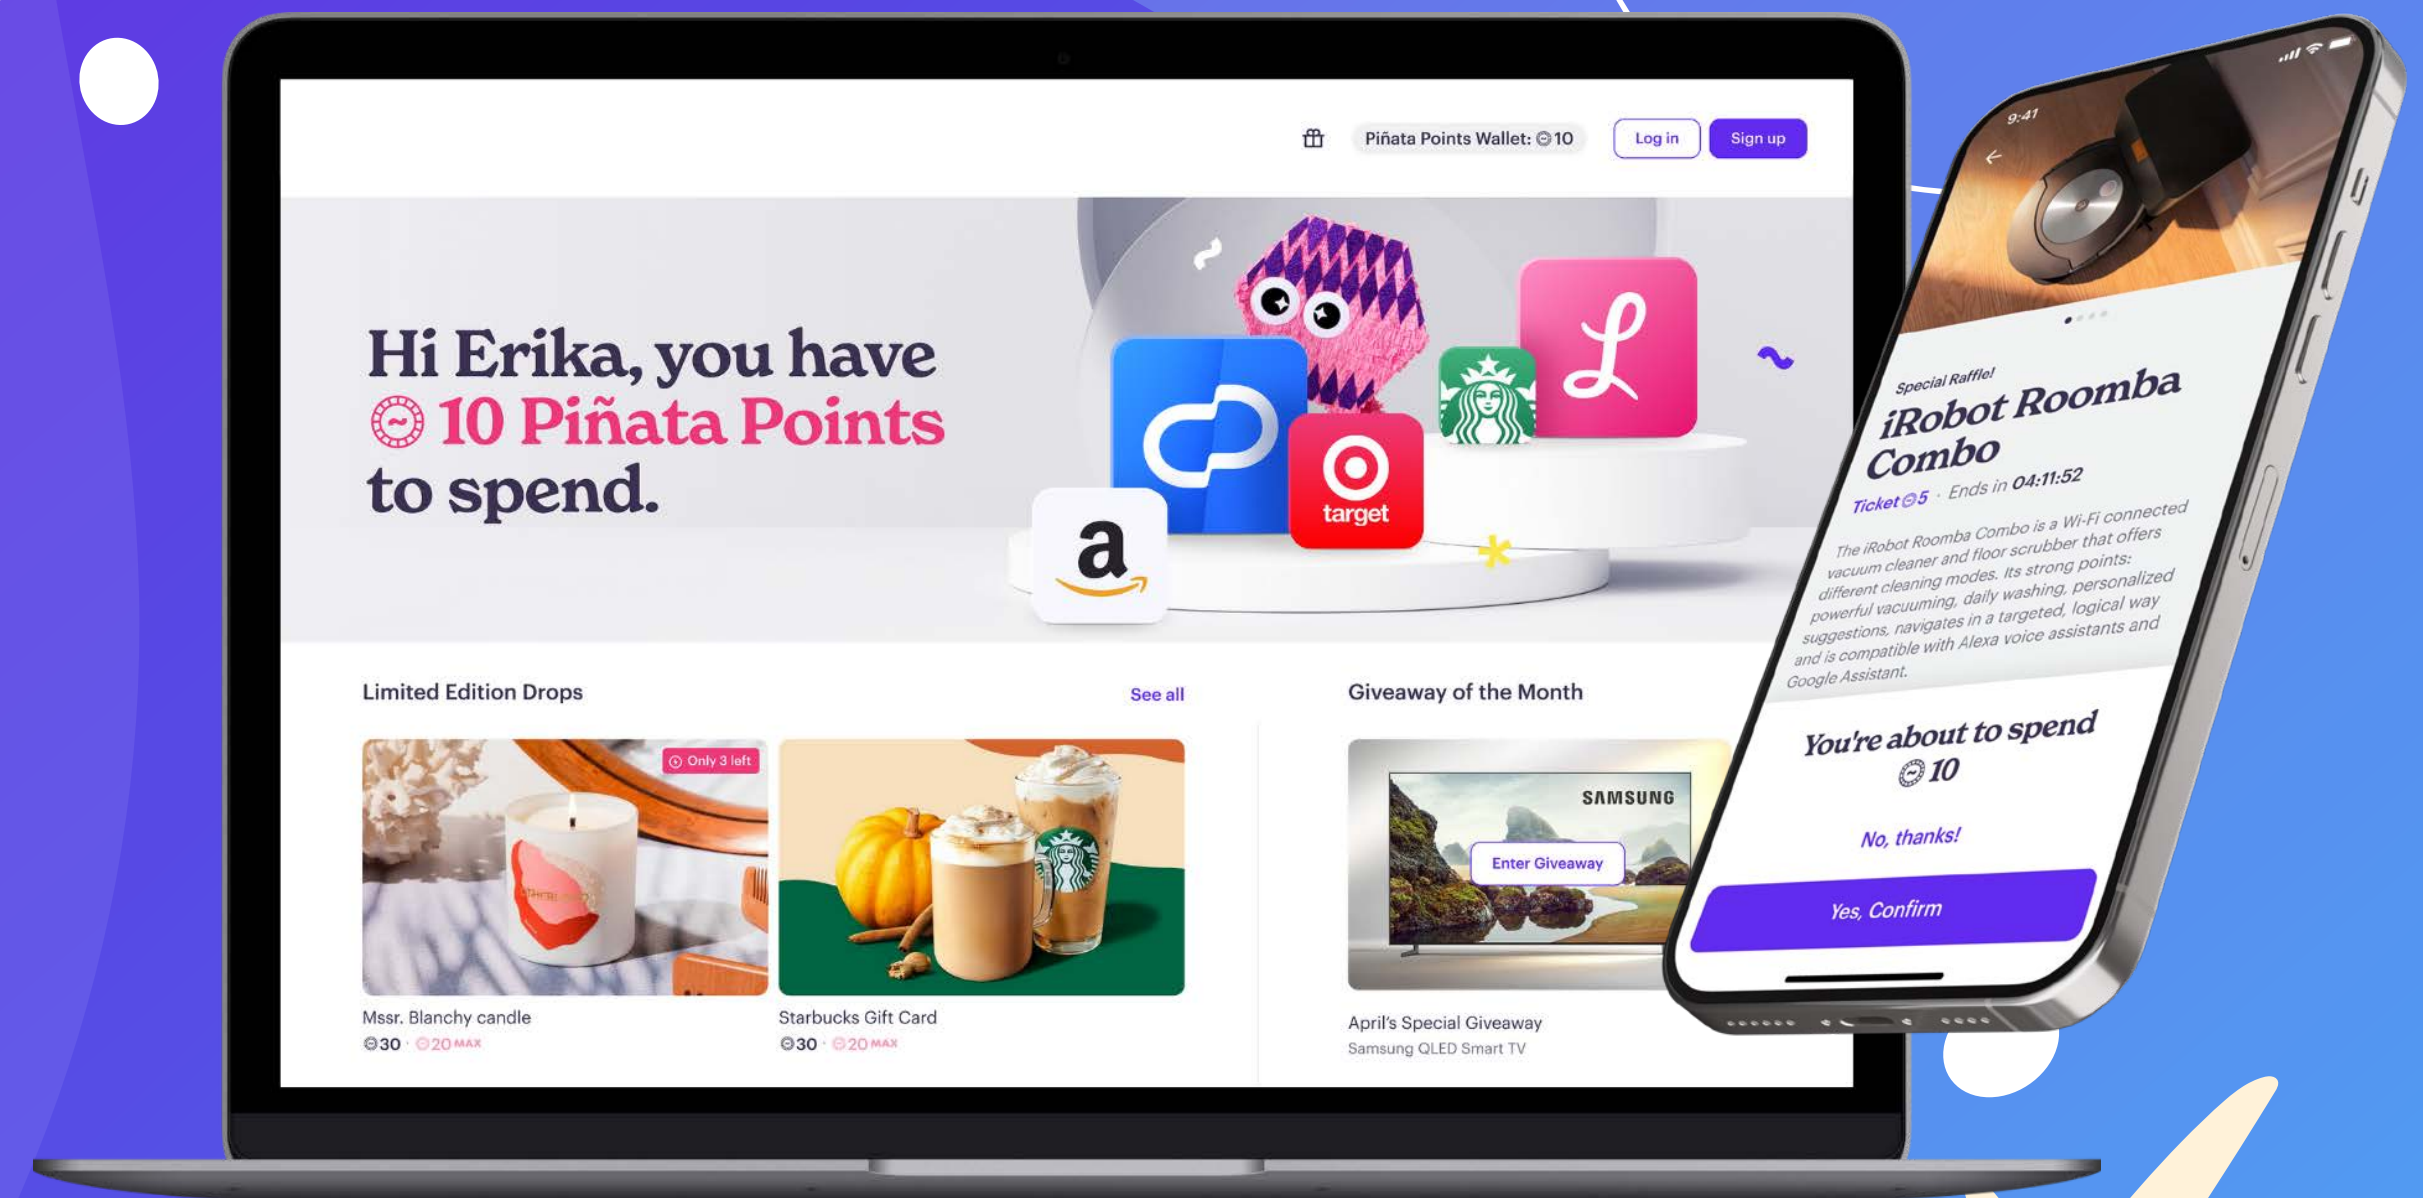 Piñata Points Wallet: 10
Log in
Sign up
Hi Erika, you have
10 Piñata Points
to spend.
a
target
L
Limited Edition Drops
See all
Only 3 left
Mssr. Blanchy candle
30 · 20 MAX
Starbucks Gift Card
30 · 20 MAX
Giveaway of the Month
SAMSUNG
Enter Giveaway
April's Special Giveaway
Samsung QLED Smart TV
9:41
Special Raffle!
iRobot Roomba
Combo
Ticket 5 · Ends in 04:11:52
The iRobot Roomba Combo is a Wi-Fi connected
vacuum cleaner and floor scrubber that offers
different cleaning modes. Its strong points:
powerful vacuuming, daily washing, personalized
suggestions, navigates in a targeted, logical way
and is compatible with Alexa voice assistants and
Google Assistant.
You're about to spend
10
No, thanks!
Yes, Confirm